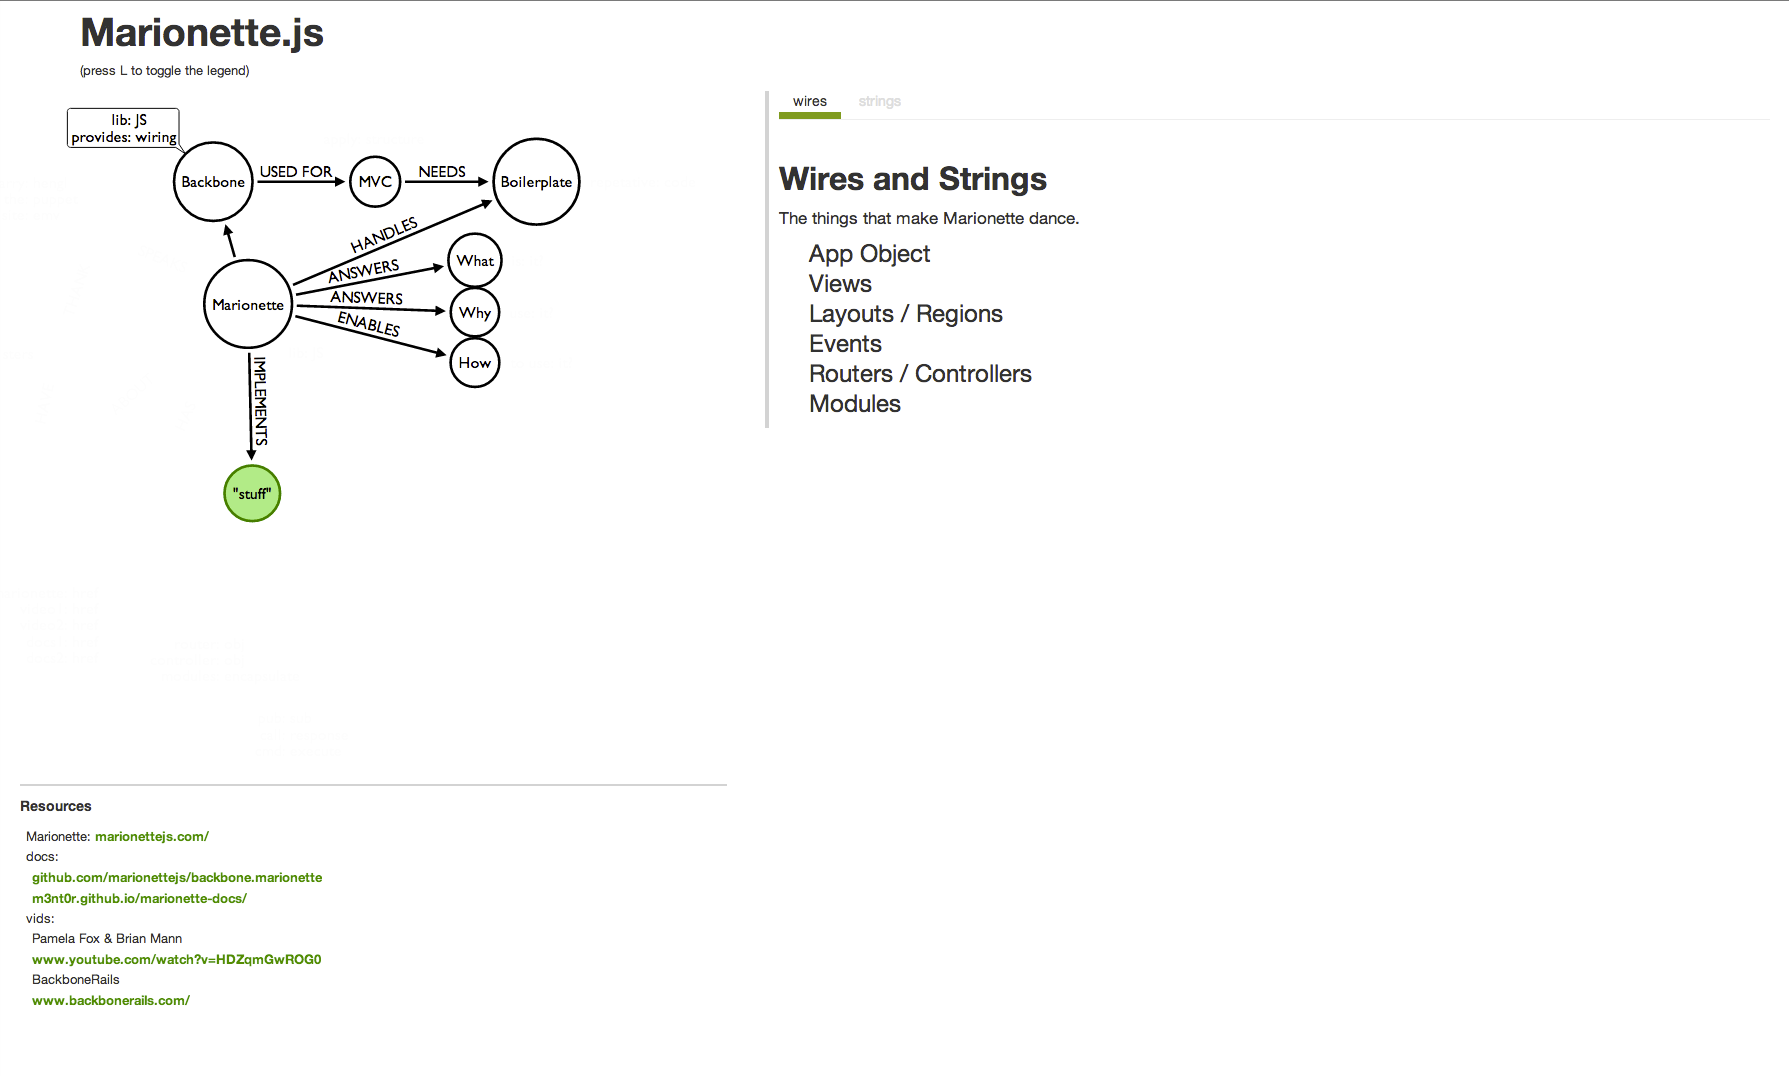 Marionette.js
(press L to toggle the legend)
lib: JS
provides: wiring
Backbone
USED FOR
MVC
NEEDS
Boilerplate
HANDLES
ANSWERS
What
Marionette
ANSWERS
Why
ENABLES
How
IMPLEMENTS
"stuff"
wires
strings
Wires and Strings
The things that make Marionette dance.
App Object
Views
Layouts / Regions
Events
Routers / Controllers
Modules
Resources
Marionette: marionettejs.com/
docs:
github.com/marionettejs/backbone.marionette
m3nt0r.github.io/marionette-docs/
vids:
Pamela Fox & Brian Mann
www.youtube.com/watch?v=HDZqmGwROG0
BackboneRails
www.backbonerails.com/